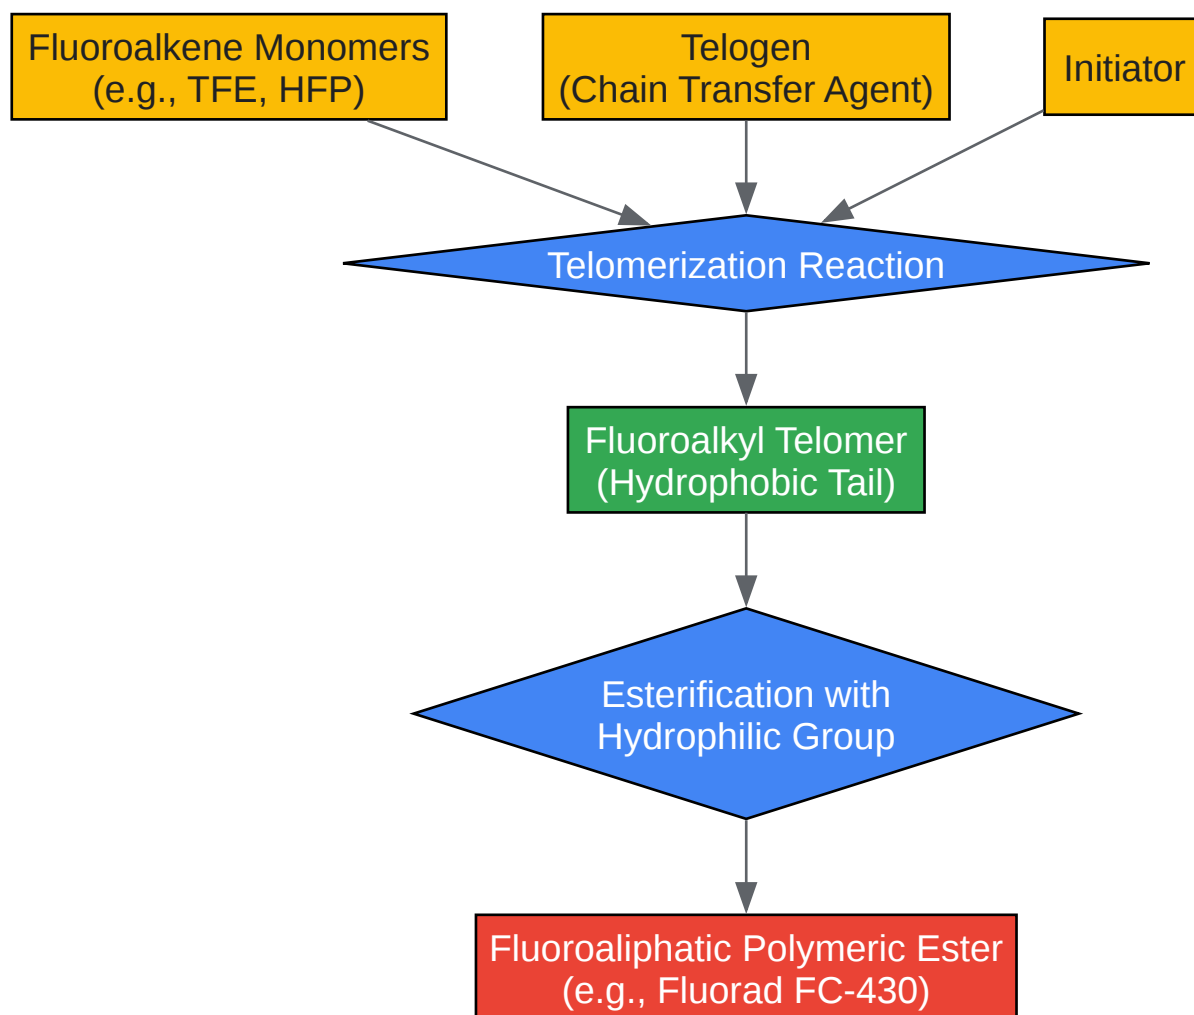 Fluoroalkene Monomers
(e.g., TFE, HFP)
Telogen
(Chain Transfer Agent)
Initiator
Telomerization Reaction
Fluoroalkyl Telomer
(Hydrophobic Tail)
Esterification with
Hydrophilic Group
Fluoroaliphatic Polymeric Ester
(e.g., Fluorad FC-430)